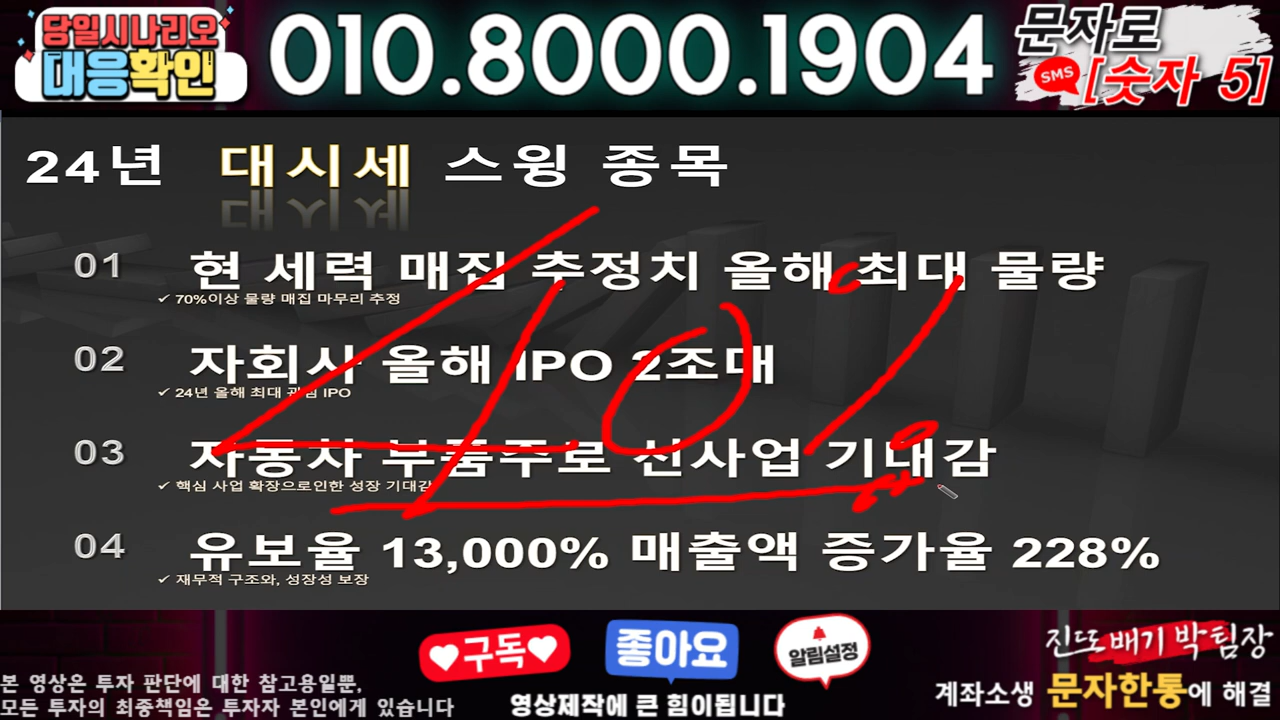 당일시나리오
대응확인
010.8000.1904
문자로
SMS [숫자 5]
24년 대시세 스윙 종목
01 현 세력 매집 추정치 올해 최대 물량
✓ 70%이상 물량 매집 마무리 추정
02 자회사 올해 IPO 2조대
✓ 24년 올해 최대 관심 IPO
03 자동차 부품주로 신사업 기대감
✓ 핵심 사업 확장으로인한 성장 기대감
40%
04 유보율 13,000% 매출액 증가율 228%
✓ 재무적 구조와, 성장성 보장
구독
좋아요
알림설정
영상제작에 큰 힘이됩니다
본 영상은 투자 판단에 대한 참고용일뿐,
모든 투자의 최종책임은 투자자 본인에게 있습니다
진또배기 박팀장
계좌소생 문자한통에 해결